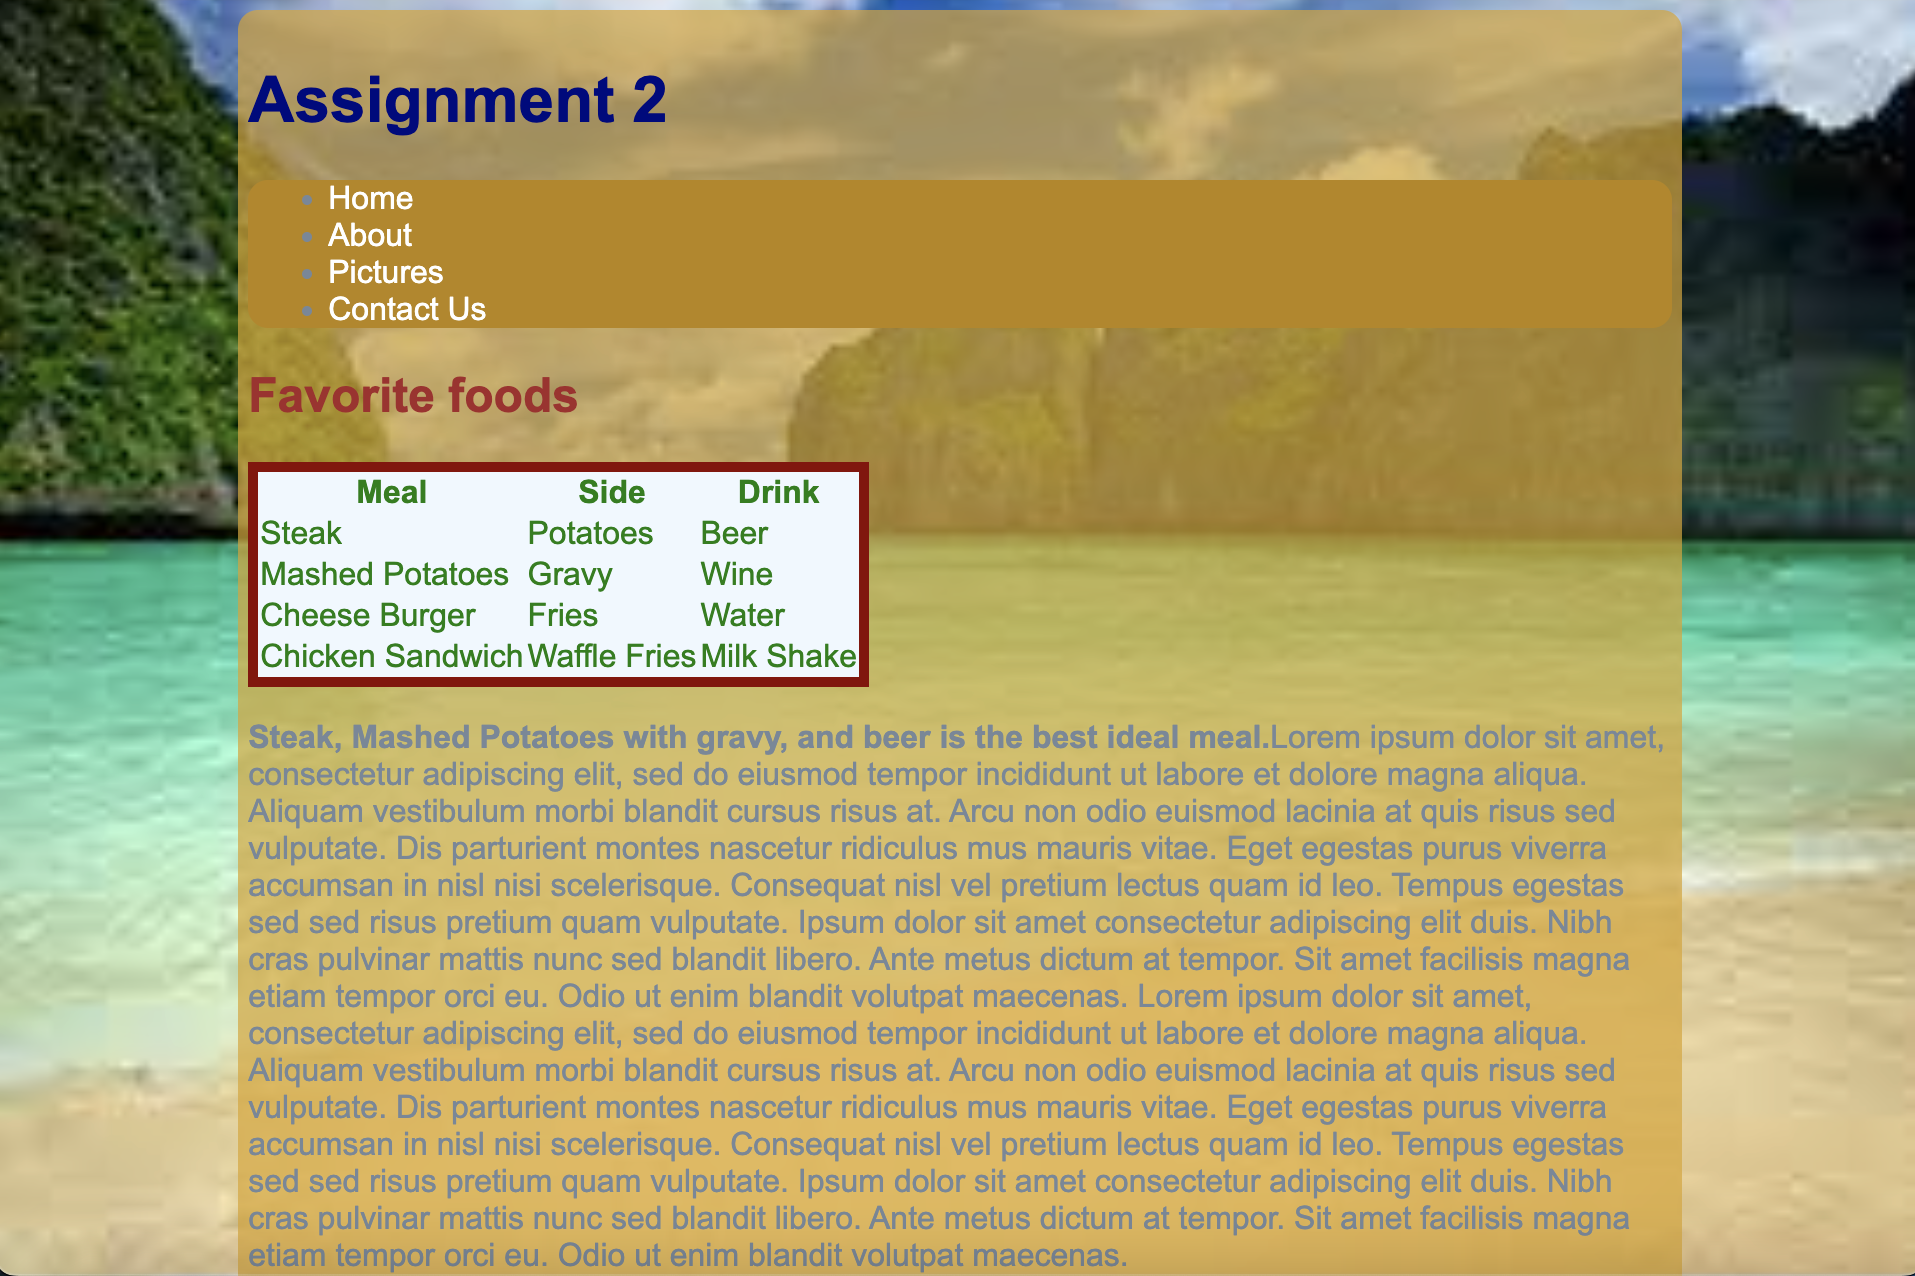 Assignment 2
Home
About
Pictures
Contact Us
Favorite foods
Meal Side Drink
Steak Potatoes Beer
Mashed Potatoes Gravy Wine
Cheese Burger Fries Water
Chicken Sandwich Waffle Fries Milk Shake
Steak, Mashed Potatoes with gravy, and beer is the best ideal meal.Lorem ipsum dolor sit amet,
consectetur adipiscing elit, sed do eiusmod tempor incididunt ut labore et dolore magna aliqua.
Aliquam vestibulum morbi blandit cursus risus at. Arcu non odio euismod lacinia at quis risus sed
vulputate. Dis parturient montes nascetur ridiculus mus mauris vitae. Eget egestas purus viverra
accumsan in nisl nisi scelerisque. Consequat nisl vel pretium lectus quam id leo. Tempus egestas
sed sed risus pretium quam vulputate. Ipsum dolor sit amet consectetur adipiscing elit duis. Nibh
cras pulvinar mattis nunc sed blandit libero. Ante metus dictum at tempor. Sit amet facilisis magna
etiam tempor orci eu. Odio ut enim blandit volutpat maecenas. Lorem ipsum dolor sit amet,
consectetur adipiscing elit, sed do eiusmod tempor incididunt ut labore et dolore magna aliqua.
Aliquam vestibulum morbi blandit cursus risus at. Arcu non odio euismod lacinia at quis risus sed
vulputate. Dis parturient montes nascetur ridiculus mus mauris vitae. Eget egestas purus viverra
accumsan in nisl nisi scelerisque. Consequat nisl vel pretium lectus quam id leo. Tempus egestas
sed sed risus pretium quam vulputate. Ipsum dolor sit amet consectetur adipiscing elit duis. Nibh
cras pulvinar mattis nunc sed blandit libero. Ante metus dictum at tempor. Sit amet facilisis magna
etiam tempor orci eu. Odio ut enim blandit volutpat maecenas.